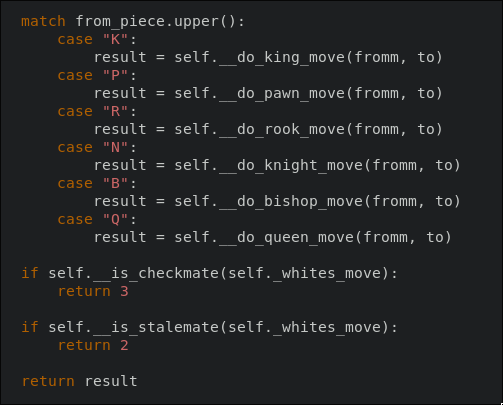 match from_piece.upper():
    case "K":
        result = self.__do_king_move(fromm, to)
    case "P":
        result = self.__do_pawn_move(fromm, to)
    case "R":
        result = self.__do_rook_move(fromm, to)
    case "N":
        result = self.__do_knight_move(fromm, to)
    case "B":
        result = self.__do_bishop_move(fromm, to)
    case "Q":
        result = self.__do_queen_move(fromm, to)

if self.__is_checkmate(self._whites_move):
    return 3

if self.__is_stalemate(self._whites_move):
    return 2

return result